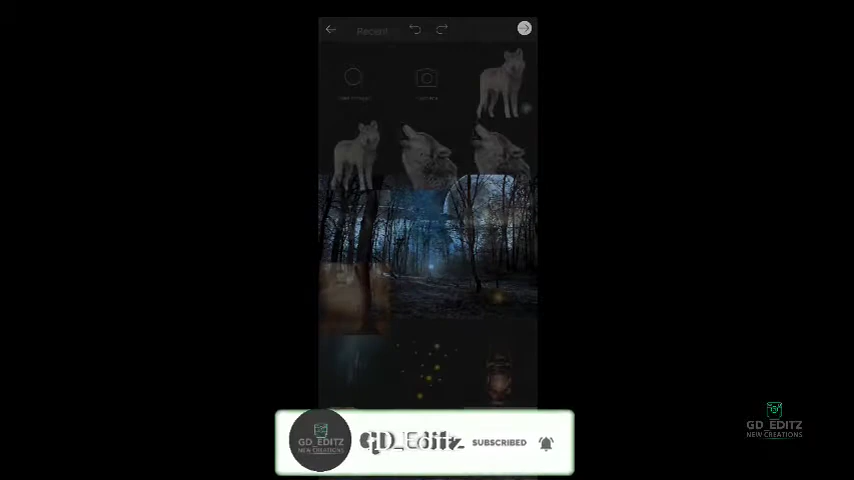 Recent
GD_EDITZ
NEW CREATIONS
GD_Editz
SUBSCRIBED
GD_EDITZ
NEW CREATIONS